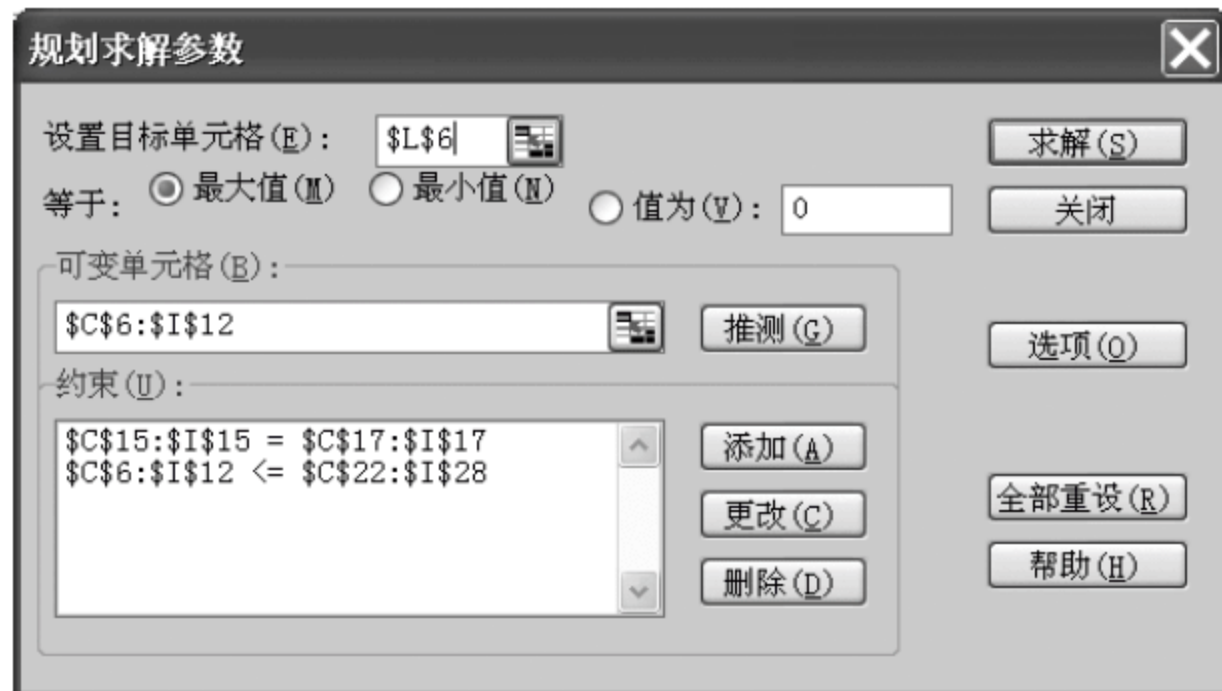 规划求解参数
设置目标单元格(E): $L$6 求解(S)
等于: 最大值(M) 最小值(N) 值为(V): 0 关闭
可变单元格(B):
$C$6:$I$12 推测(G) 选项(O)
约束(U):
$C$15:$I$15 = $C$17:$I$17 添加(A)
$C$6:$I$12 <= $C$22:$I$28
更改(C) 全部重设(R)
删除(D) 帮助(H)